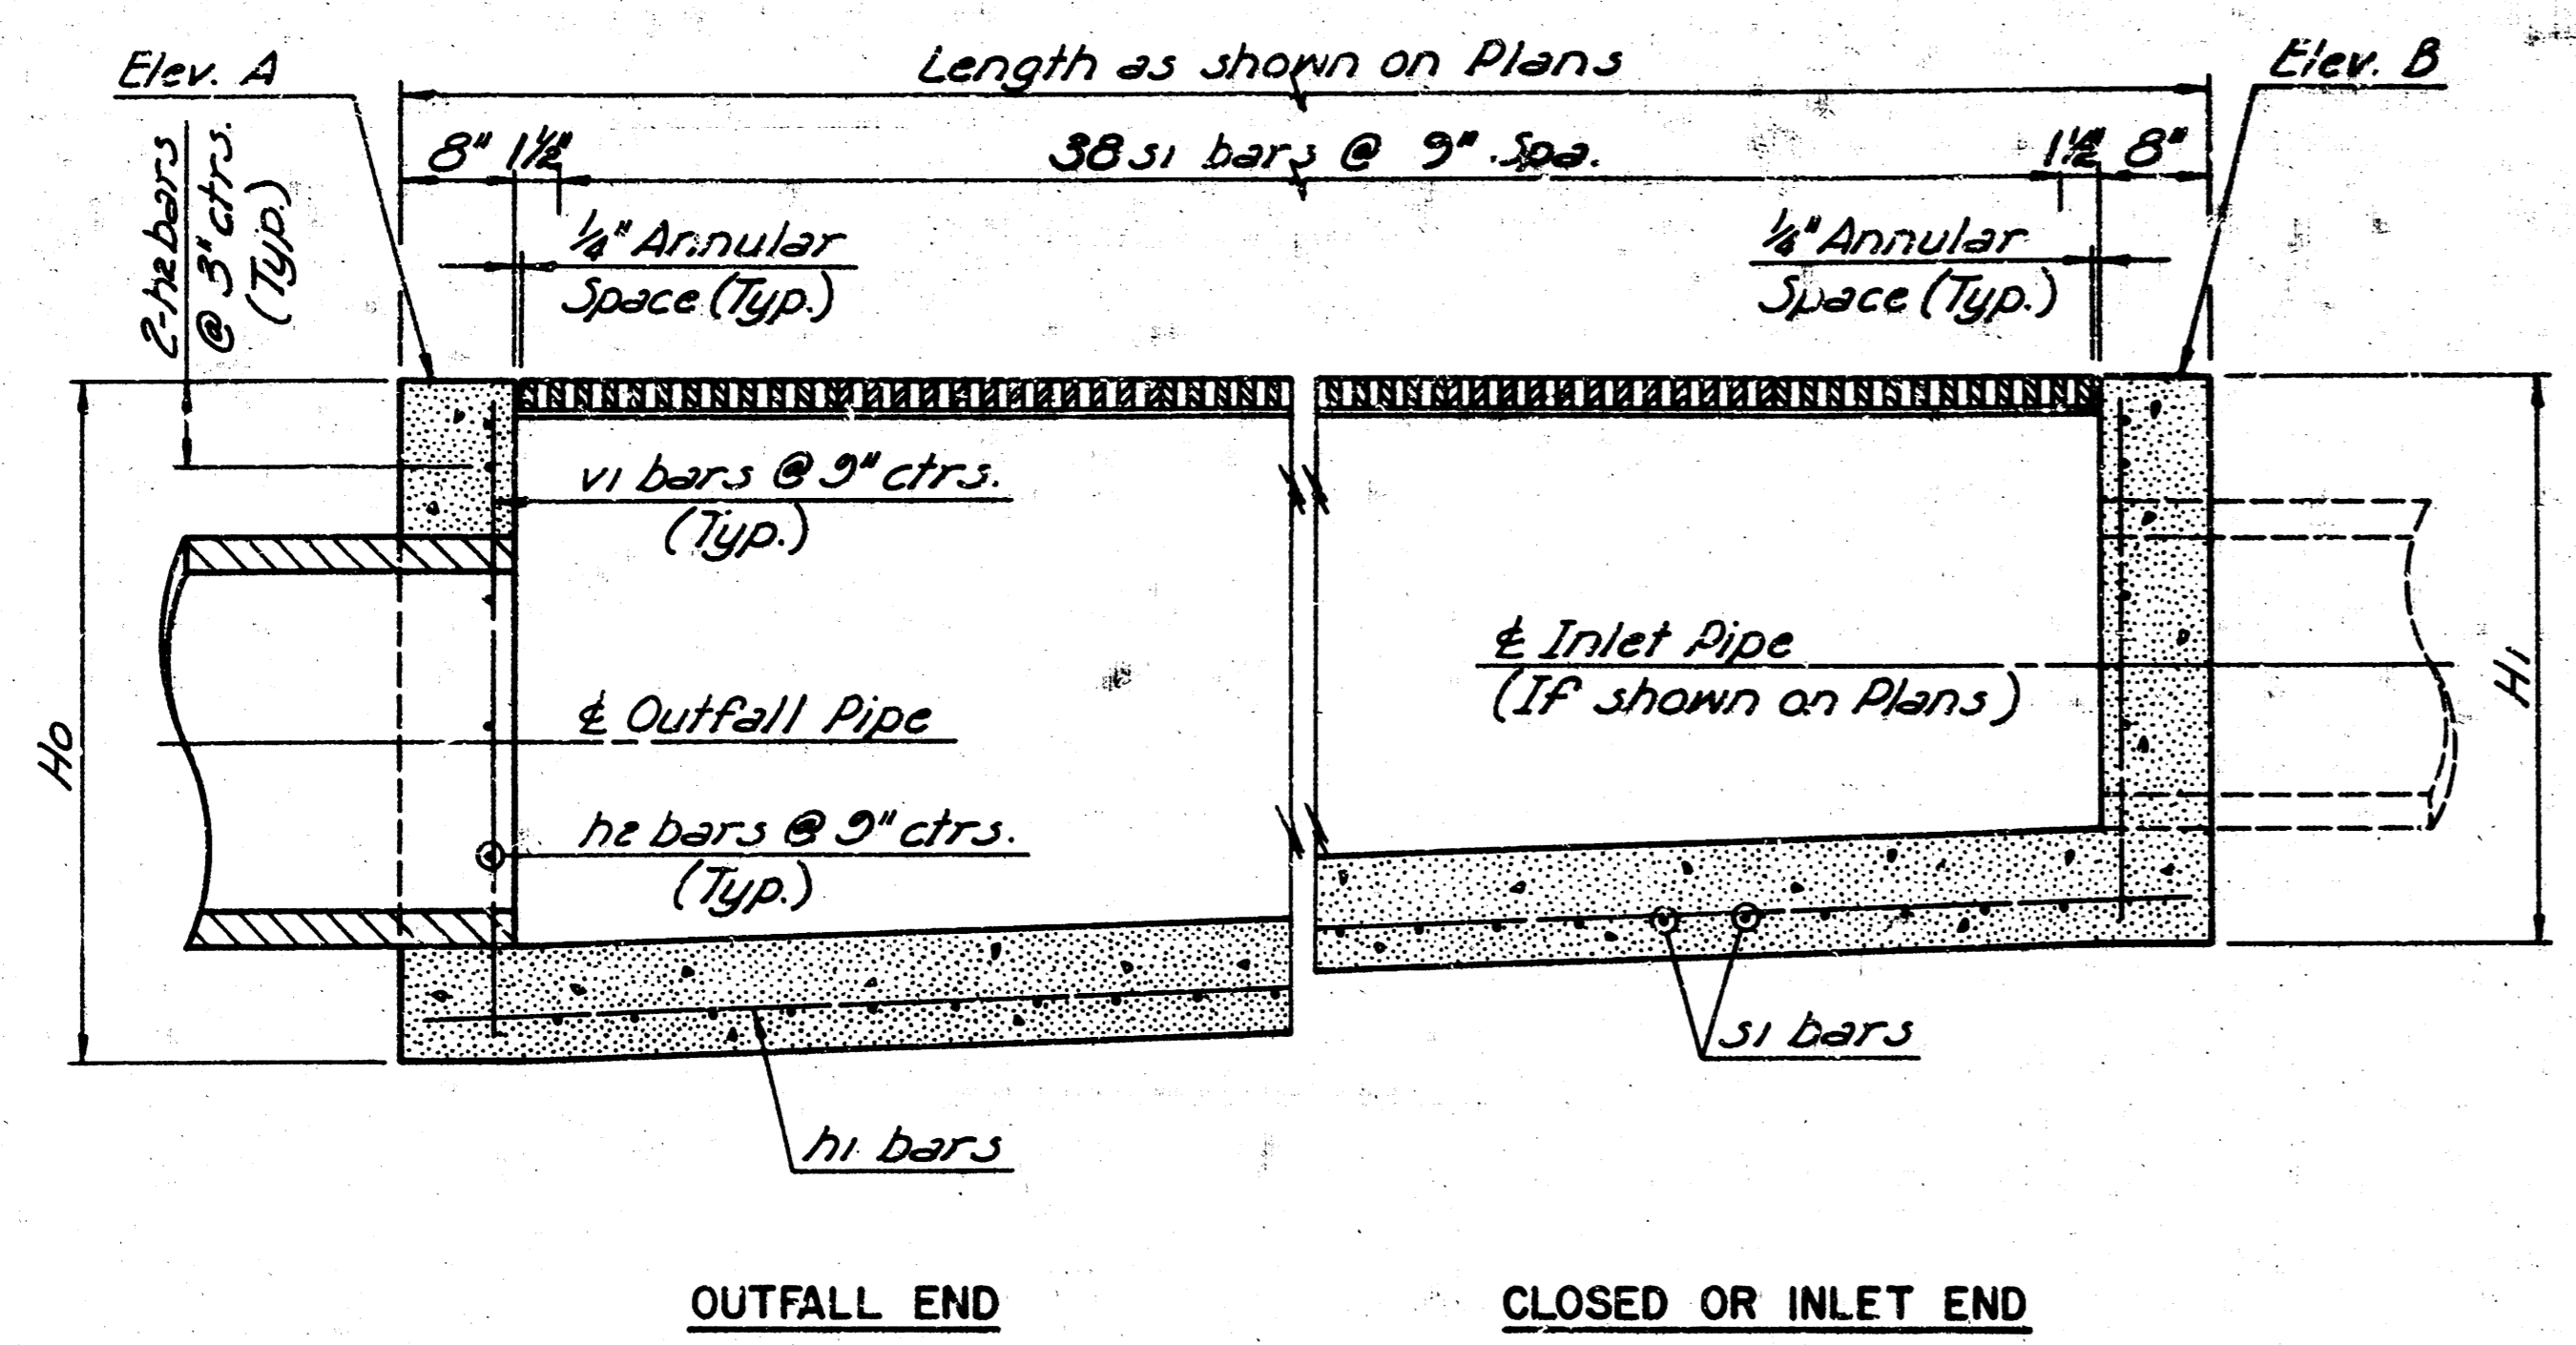 Elev. A
Length as shown on Plans
Elev. B
8" 1½"
38 s1 bars @ 9" Spa.
1½" 8"
2-h2 bars
@ 3" ctrs.
(Typ.)
¼" Annular
Space (Typ.)
¼" Annular
Space (Typ.)
v1 bars @ 9" ctrs.
(Typ.)
℄ Inlet Pipe
(If shown on Plans)
℄ Outfall Pipe
Ho
H1
h2 bars @ 9" ctrs.
(Typ.)
s1 bars
h1 bars
OUTFALL END
CLOSED OR INLET END